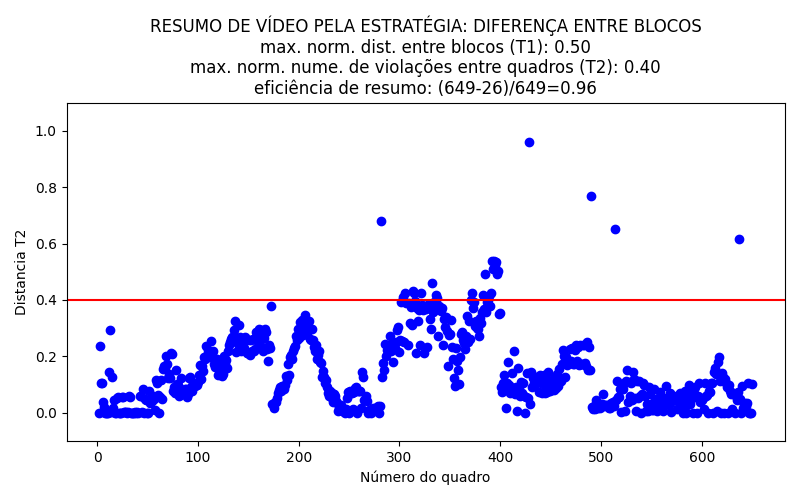 RESUMO DE VÍDEO PELA ESTRATÉGIA: DIFERENÇA ENTRE BLOCOS
max. norm. dist. entre blocos (T1): 0.50
max. norm. nume. de violações entre quadros (T2): 0.40
eficiência de resumo: (649-26)/649=0.96
1.0
0.8
0.6
0.4
0.2
0.0
Distancia T2
0 100 200 300 400 500 600
Número do quadro